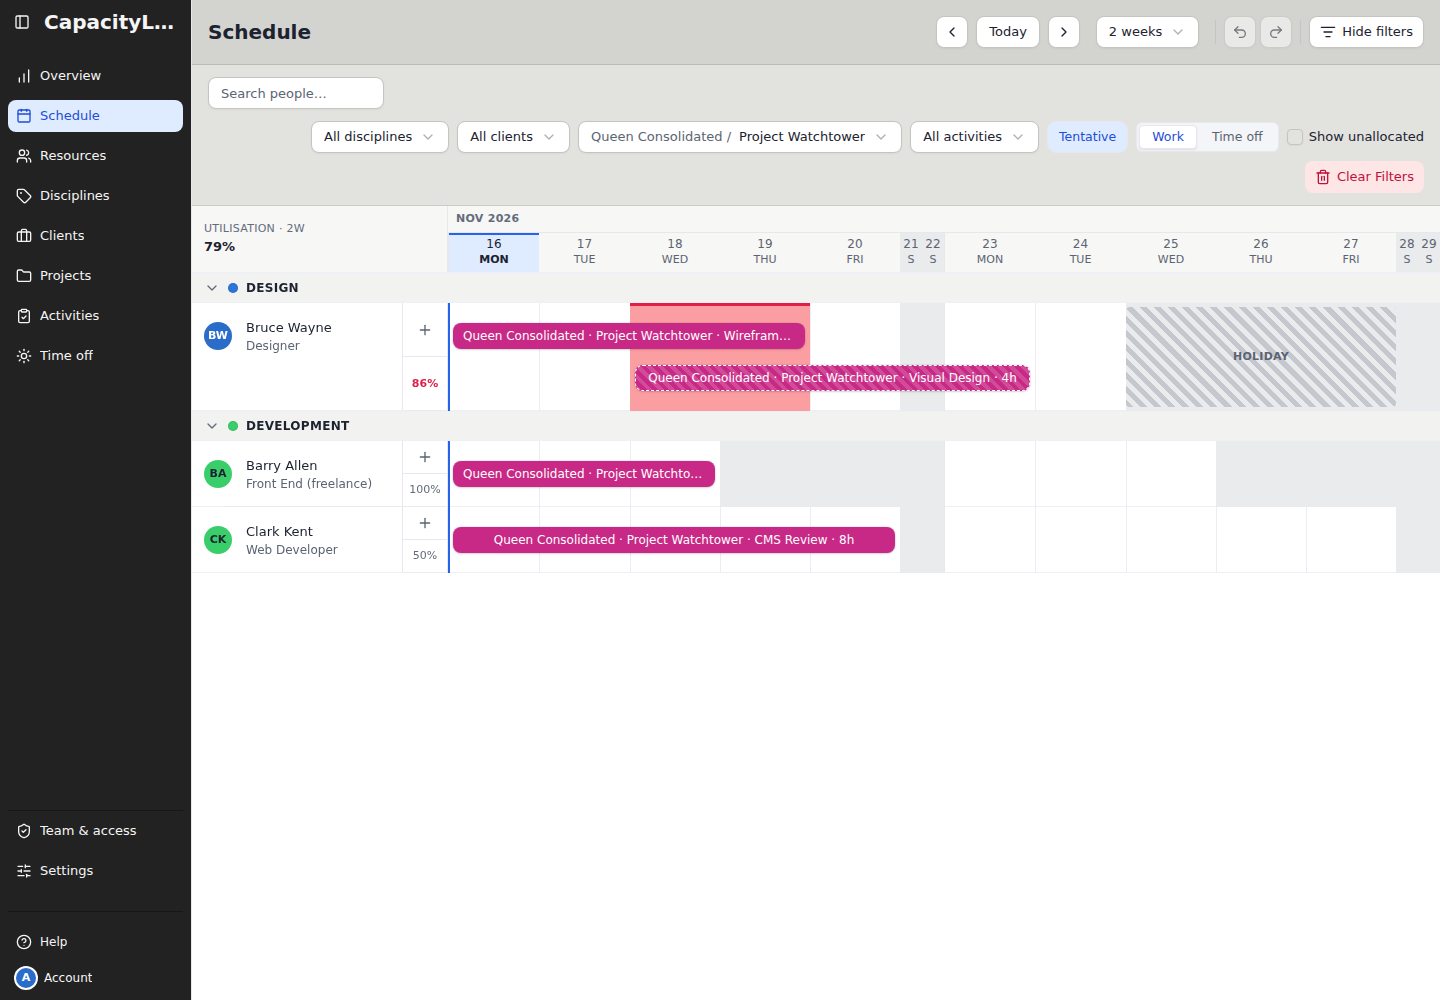 CapacityL...
Overview
Schedule
Resources
Disciplines
Clients
Projects
Activities
Time off
Team & access
Settings
Help
A Account
Schedule
Today
2 weeks
Hide filters
Search people...
All disciplines
All clients
Queen Consolidated / Project Watchtower
All activities
Tentative
Work
Time off
Show unallocated
Clear Filters
UTILISATION · 2W
79%
NOV 2026
16 17 18 19 20 21 22 23 24 25 26 27 28 29
MON TUE WED THU FRI S S MON TUE WED THU FRI S S
DESIGN
BW
Bruce Wayne
Designer
86%
Queen Consolidated · Project Watchtower · Wirefram...
Queen Consolidated · Project Watchtower · Visual Design · 4h
HOLIDAY
DEVELOPMENT
BA
Barry Allen
Front End (freelance)
100%
Queen Consolidated · Project Watchto...
CK
Clark Kent
Web Developer
50%
Queen Consolidated · Project Watchtower · CMS Review · 8h